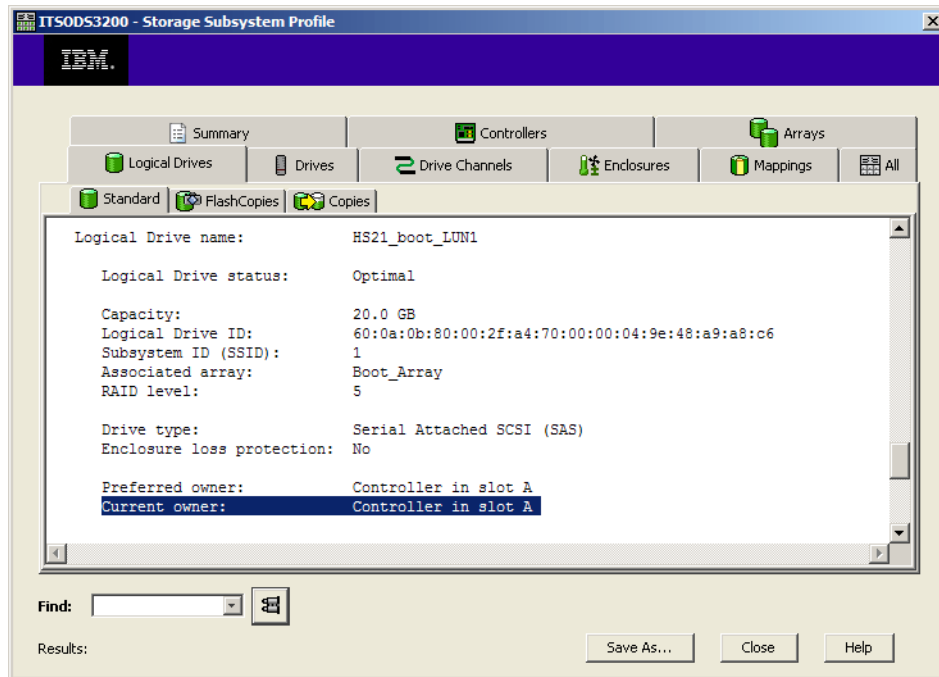 ITSODS3200 - Storage Subsystem Profile
IBM.
Summary Controllers Arrays
Logical Drives Drives Drive Channels Enclosures Mappings All
Standard FlashCopies Copies
Logical Drive name: HS21_boot_LUN1
Logical Drive status: Optimal
Capacity: 20.0 GB
Logical Drive ID: 60:0a:0b:80:00:2f:a4:70:00:00:04:9e:48:a9:a8:c6
Subsystem ID (SSID): 1
Associated array: Boot_Array
RAID level: 5
Drive type: Serial Attached SCSI (SAS)
Enclosure loss protection: No
Preferred owner: Controller in slot A
Current owner: Controller in slot A
Find:
Results: Save As... Close Help